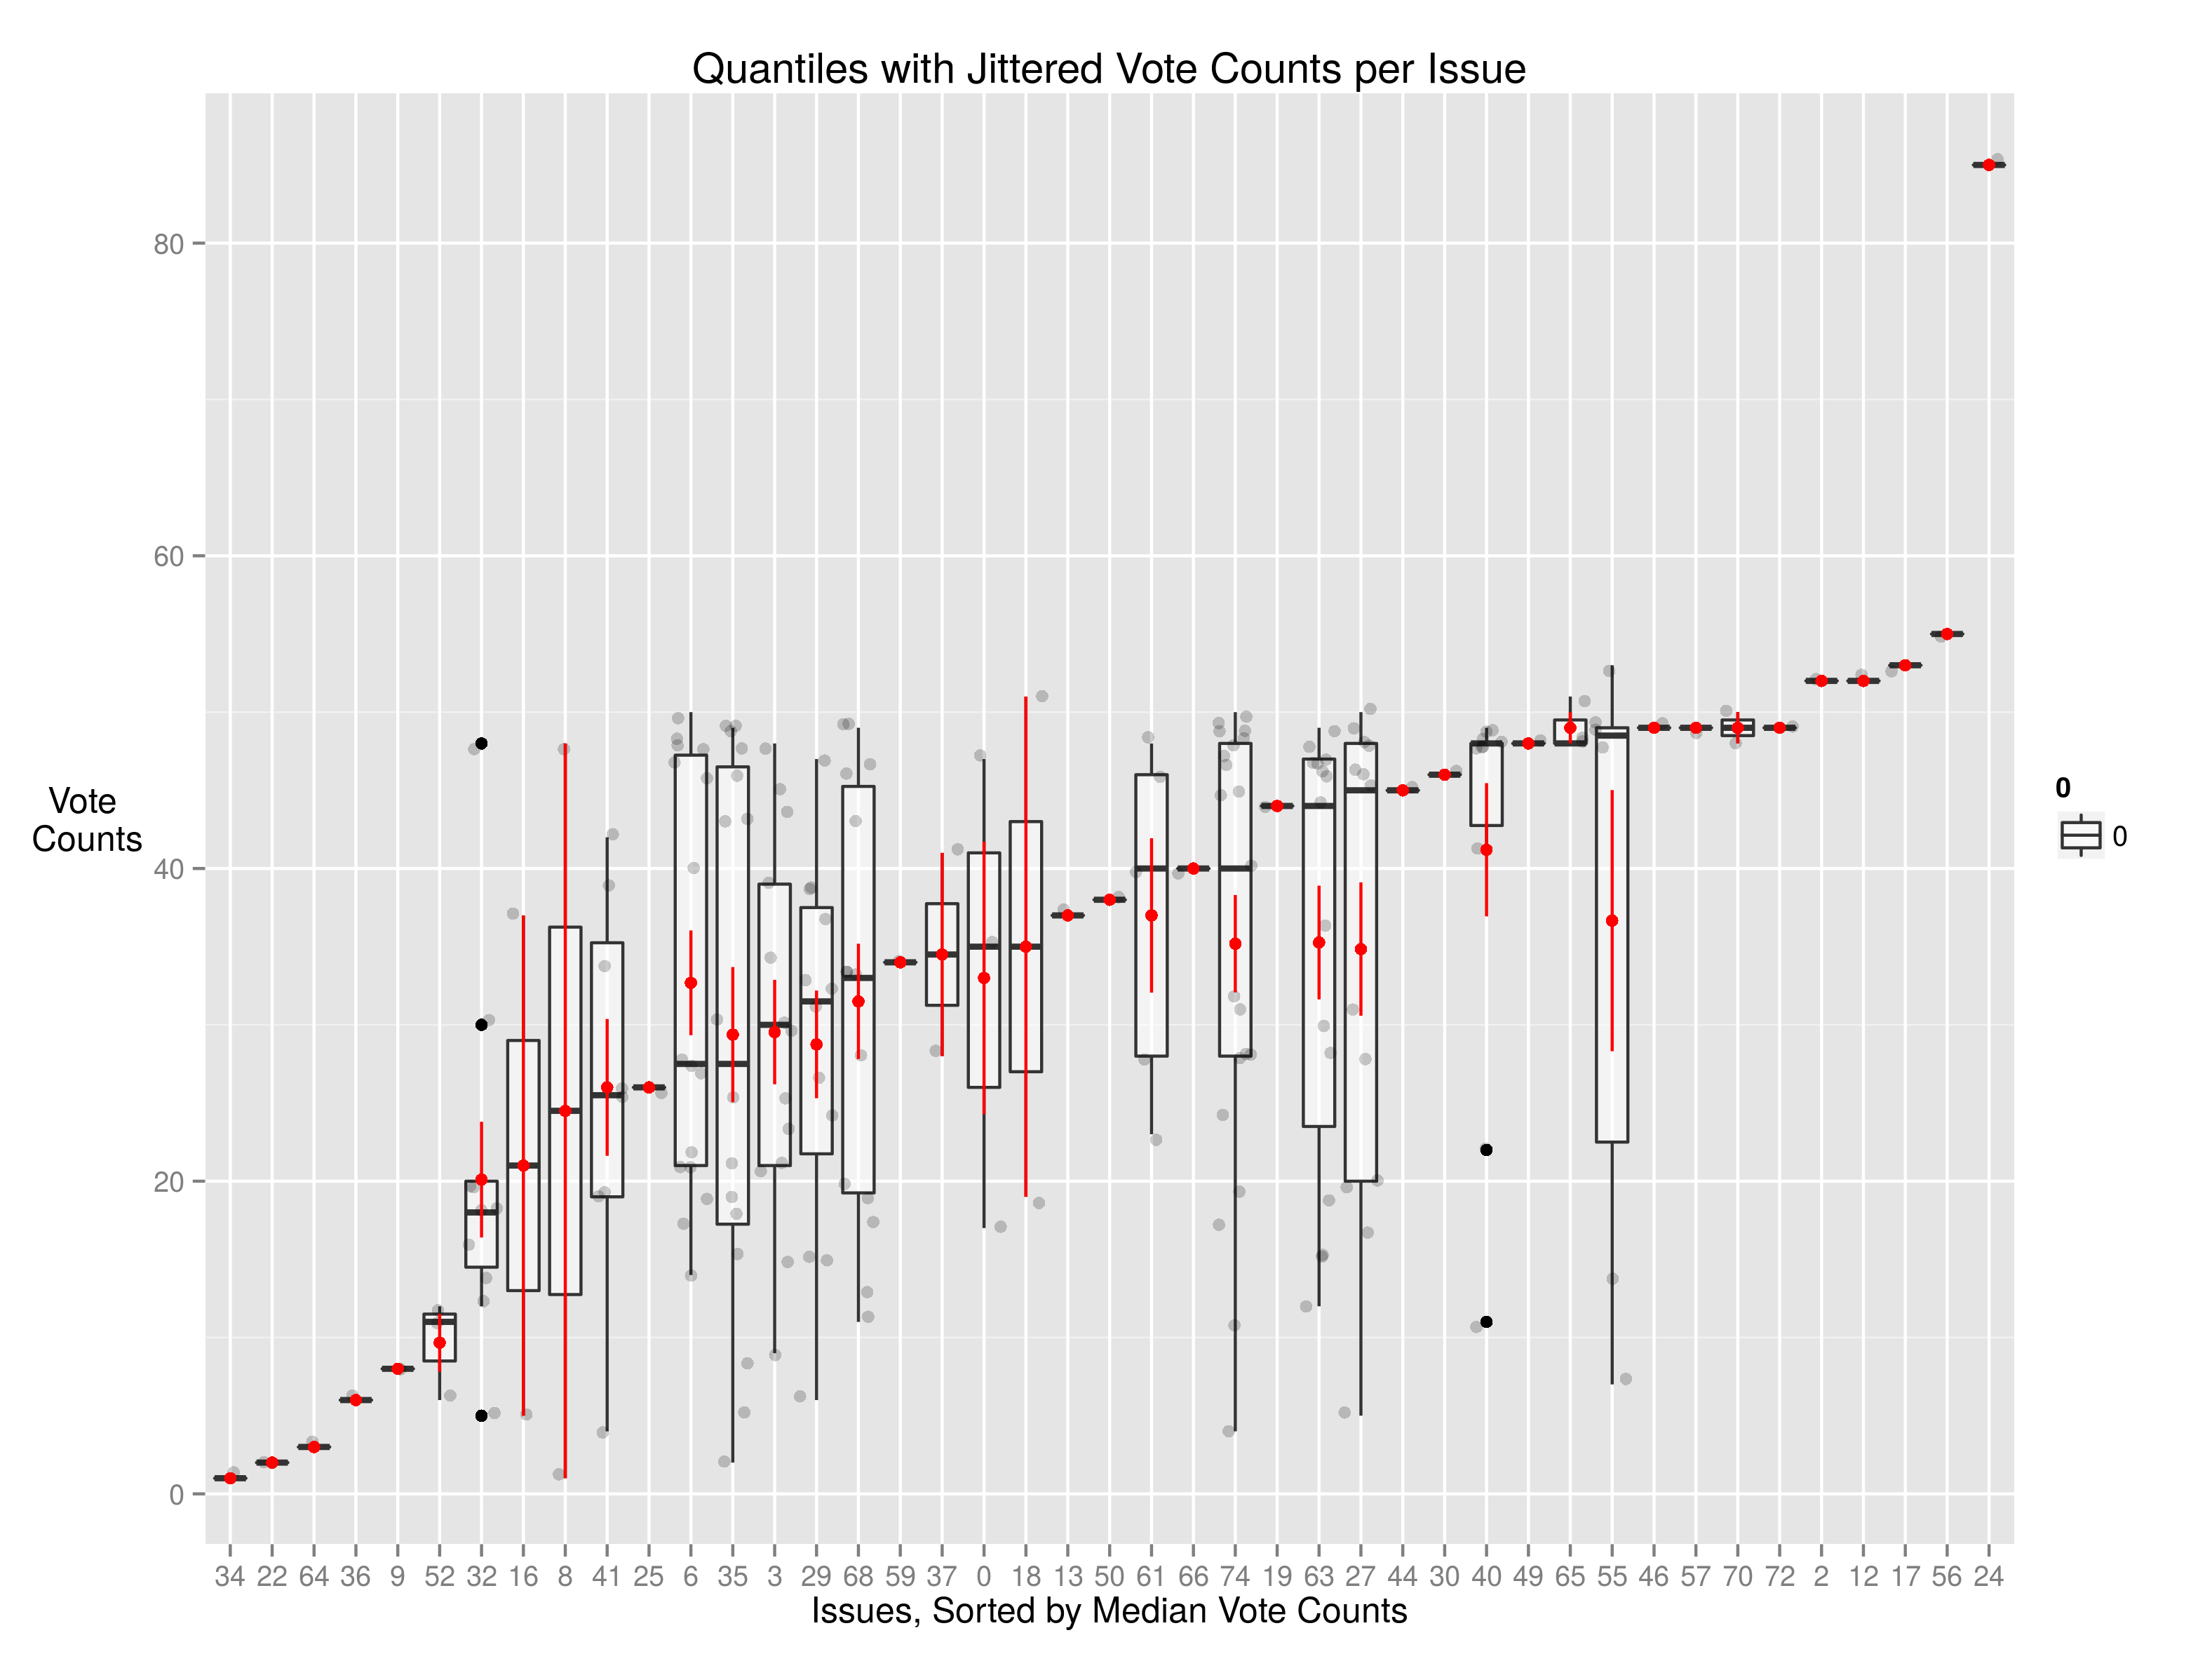 Quantiles with Jittered Vote Counts per Issue
80
60
40
20
0
Vote
Counts
0
0
34 22 64 36 9 52 32 16 8 41 25 6 35 3 29 68 59 37 0 18 13 50 61 66 74 19 63 27 44 30 40 49 65 55 46 57 70 72 2 12 17 56 24
Issues, Sorted by Median Vote Counts